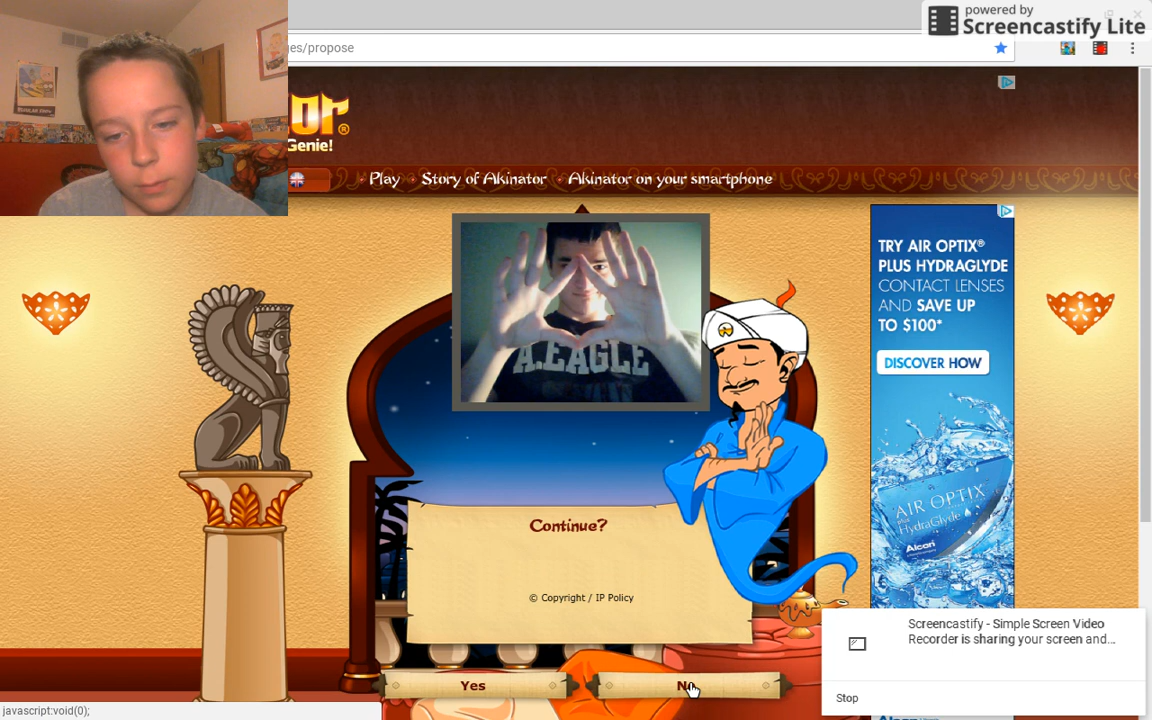 powered by
Screencastify Lite
es/propose
or®
Genie!
Play
Story of Akinator
Akinator on your smartphone
A.EAGLE
TRY AIR OPTIX®
PLUS HYDRAGLYDE
CONTACT LENSES
AND SAVE UP
TO $100*
DISCOVER HOW
AIR OPTIX
plus HydraGlyde
Alcon
Continue?
© Copyright / IP Policy
Yes
No
Screencastify - Simple Screen Video
Recorder is sharing your screen and...
Stop
javascript:void(0);